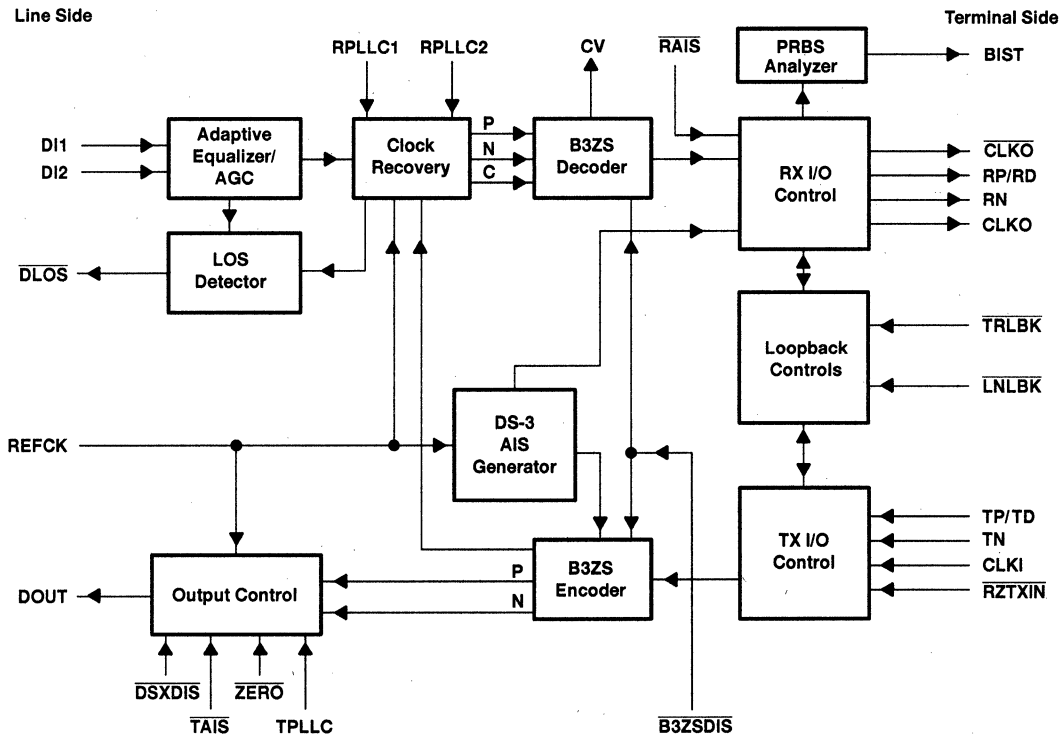 Line Side
Terminal Side
RPLLC1
RPLLC2
CV
RAIS
PRBS
Analyzer
BIST
DI1
DI2
Adaptive
Equalizer/
AGC
Clock
Recovery
P
N
C
B3ZS
Decoder
RX I/O
Control
CLKO
RP/RD
RN
CLKO
DLOS
LOS
Detector
Loopback
Controls
TRLBK
LNLBK
REFCK
DS-3
AIS
Generator
TX I/O
Control
TP/TD
TN
CLKI
RZTXIN
DOUT
Output Control
P
N
B3ZS
Encoder
DSXDIS
ZERO
TAIS
TPLLC
B3ZSDIS